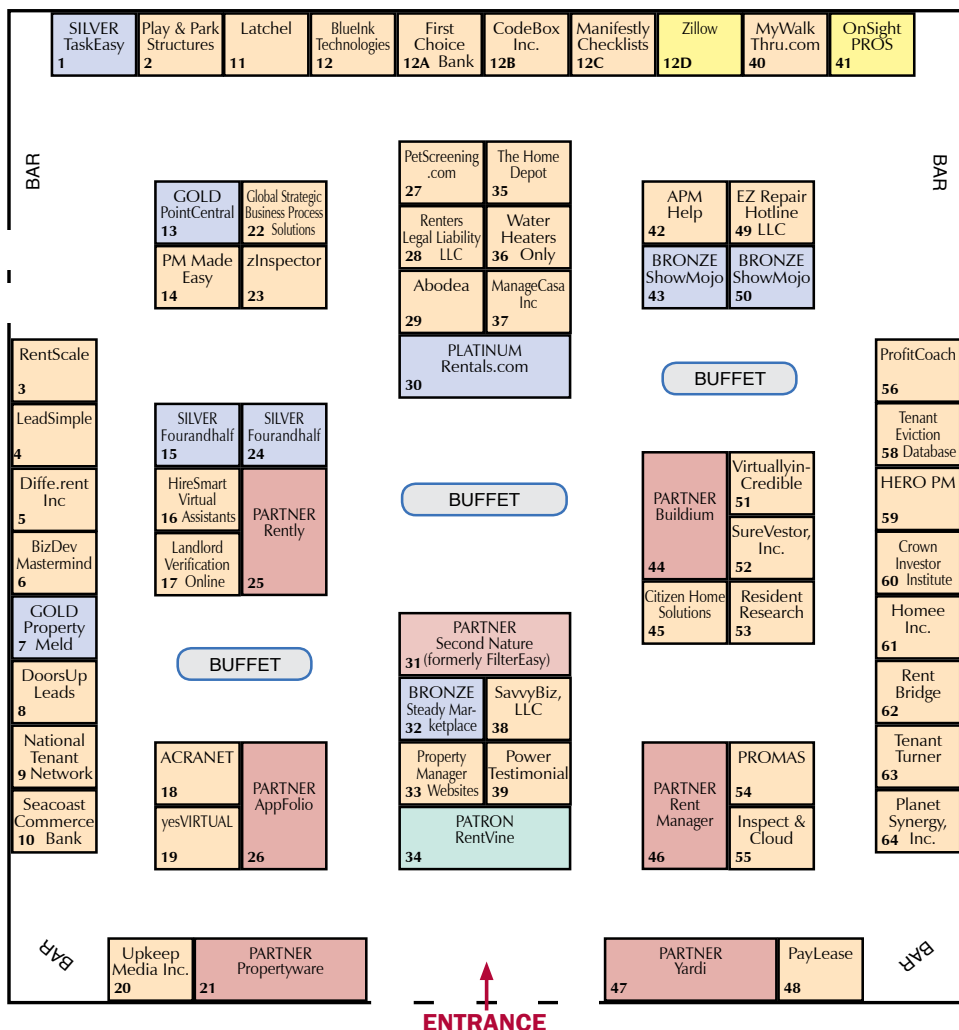 SILVER
TaskEasy
1
Play & Park
Structures
2
Latchel
11
BlueInk
Technologies
12
First
Choice
12A Bank
CodeBox
Inc.
12B
Manifestly
Checklists
12C
Zillow
12D
MyWalk
Thru.com
40
OnSight
PROS
41
BAR
BAR
PetScreening
.com
27
The Home
Depot
35
GOLD
PointCentral
13
Global Strategic
Business Process
22 Solutions
Renters
Legal Liability
28 LLC
Water
Heaters
36 Only
APM
Help
42
EZ Repair
Hotline
49 LLC
PM Made
Easy
14
zInspector
23
Abodea
29
ManageCasa
Inc
37
BRONZE
ShowMojo
43
BRONZE
ShowMojo
50
PLATINUM
Rentals.com
30
BUFFET
RentScale
3
LeadSimple
4
Diffe.rent
Inc
5
BizDev
Mastermind
6
GOLD
Property
7 Meld
DoorsUp
Leads
8
National
Tenant
9 Network
Seacoast
Commerce
10 Bank
SILVER
Fourandhalf
15
SILVER
Fourandhalf
24
HireSmart
Virtual
16 Assistants
PARTNER
Rently
25
Landlord
Verification
17 Online
BUFFET
BUFFET
PARTNER
Buildium
44
Virtuallyin-
Credible
51
SureVestor,
Inc.
52
Citizen Home
Solutions
45
Resident
Research
53
ProfitCoach
56
Tenant
Eviction
58 Database
HERO PM
59
Crown
Investor
60 Institute
Homee
Inc.
61
Rent
Bridge
62
Tenant
Turner
63
Planet
Synergy,
64 Inc.
PARTNER
Second Nature
31 (formerly FilterEasy)
BRONZE
Steady Mar-
32 ketplace
SavvyBiz,
LLC
38
Property
Manager
33 Websites
Power
Testimonial
39
PATRON
RentVine
34
ACRANET
18
PARTNER
AppFolio
26
yesVIRTUAL
19
PARTNER
Rent
Manager
46
PROMAS
54
Inspect &
Cloud
55
BAR
BAR
Upkeep
Media Inc.
20
PARTNER
Propertyware
21
PARTNER
Yardi
47
PayLease
48
ENTRANCE